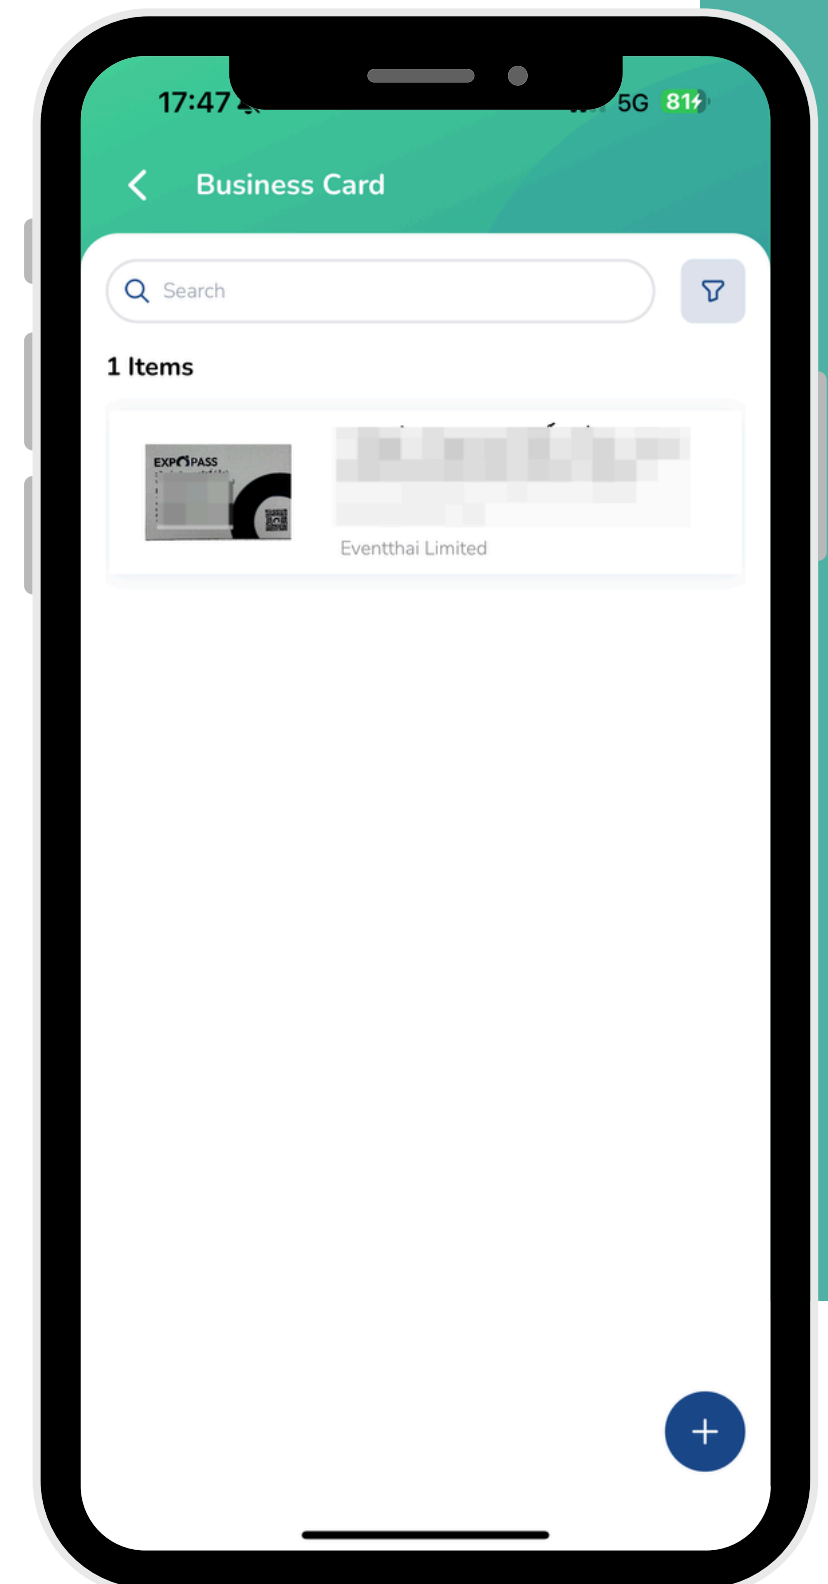 17:47
5G
81
Business Card
Search
1 Items
EXPOPASS
Eventthai Limited